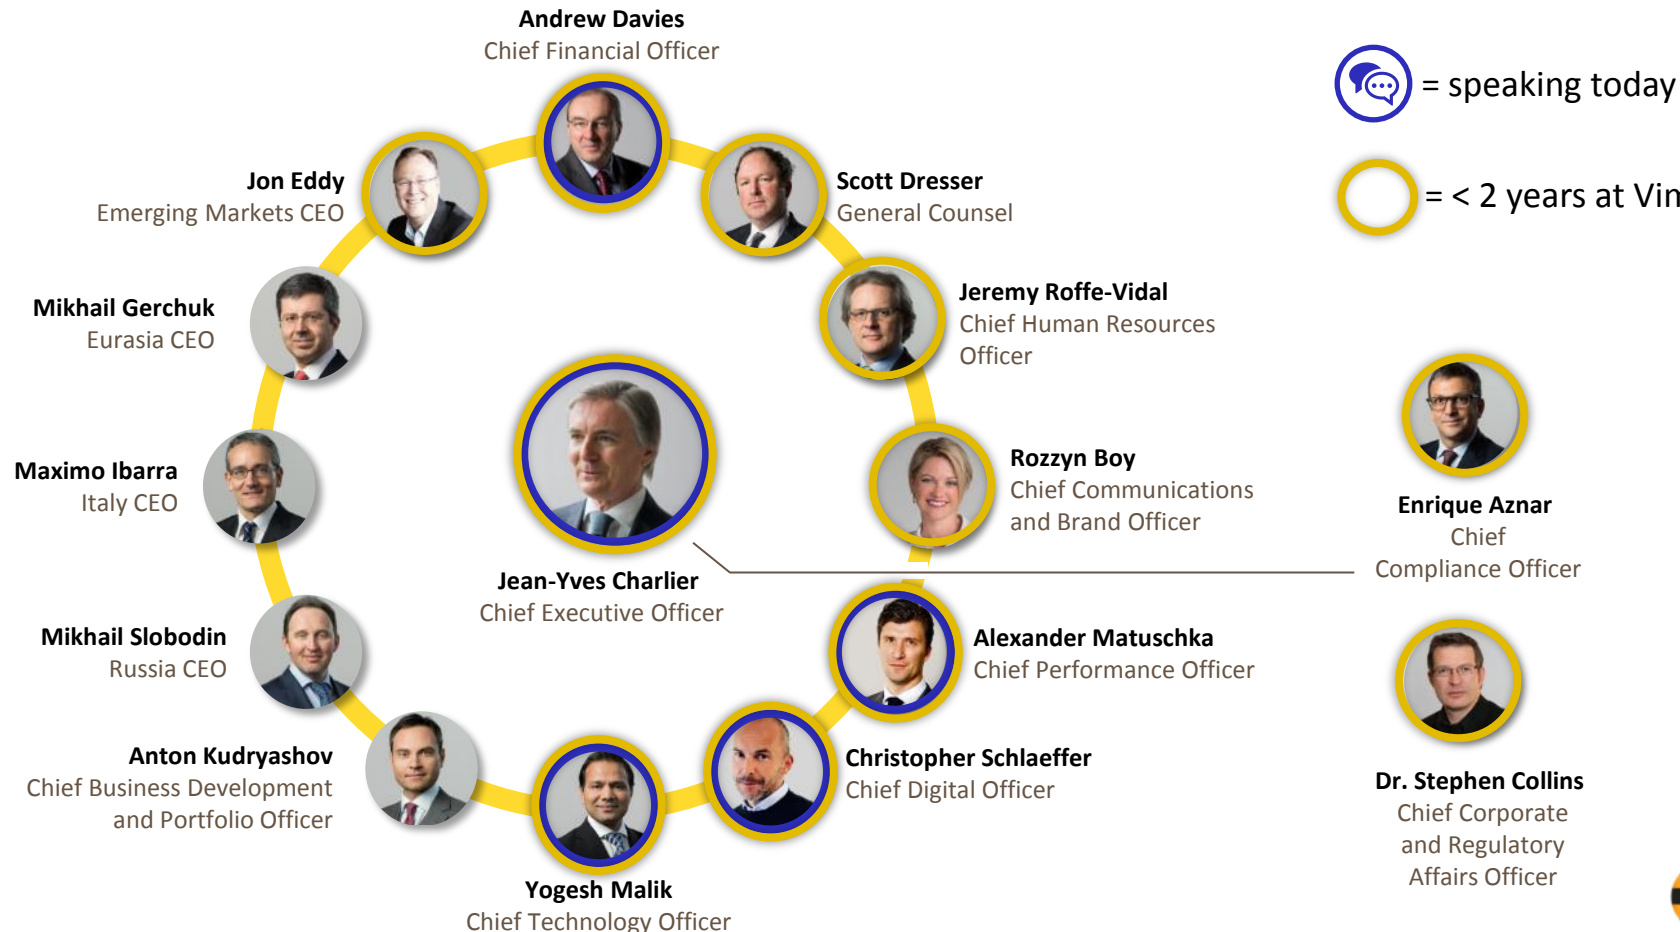 Andrew Davies
Chief Financial Officer
= speaking today
Jon Eddy
Emerging Markets CEO
Scott Dresser
General Counsel
= < 2 years at
Mikhail Gerchuk
Eurasia CEO
Jeremy Roffe-Vidal
Chief Human Resources
Officer
Maximo Ibarra
Italy CEO
Rozzyn Boy
Chief Communications
and Brand Officer
Enrique Aznar
Chief
Compliance Officer
Jean-Yves Charlier
Chief Executive Officer
Mikhail Slobodin
Russia CEO
Alexander Matuschka
Chief Performance Officer
Anton Kudryashov
Chief Business Development
and Portfolio Officer
Christopher Schlaeffer
Chief Digital Officer
Dr. Stephen Collins
Chief Corporate
and Regulatory
Affairs Officer
Yogesh Malik
Chief Technology Officer